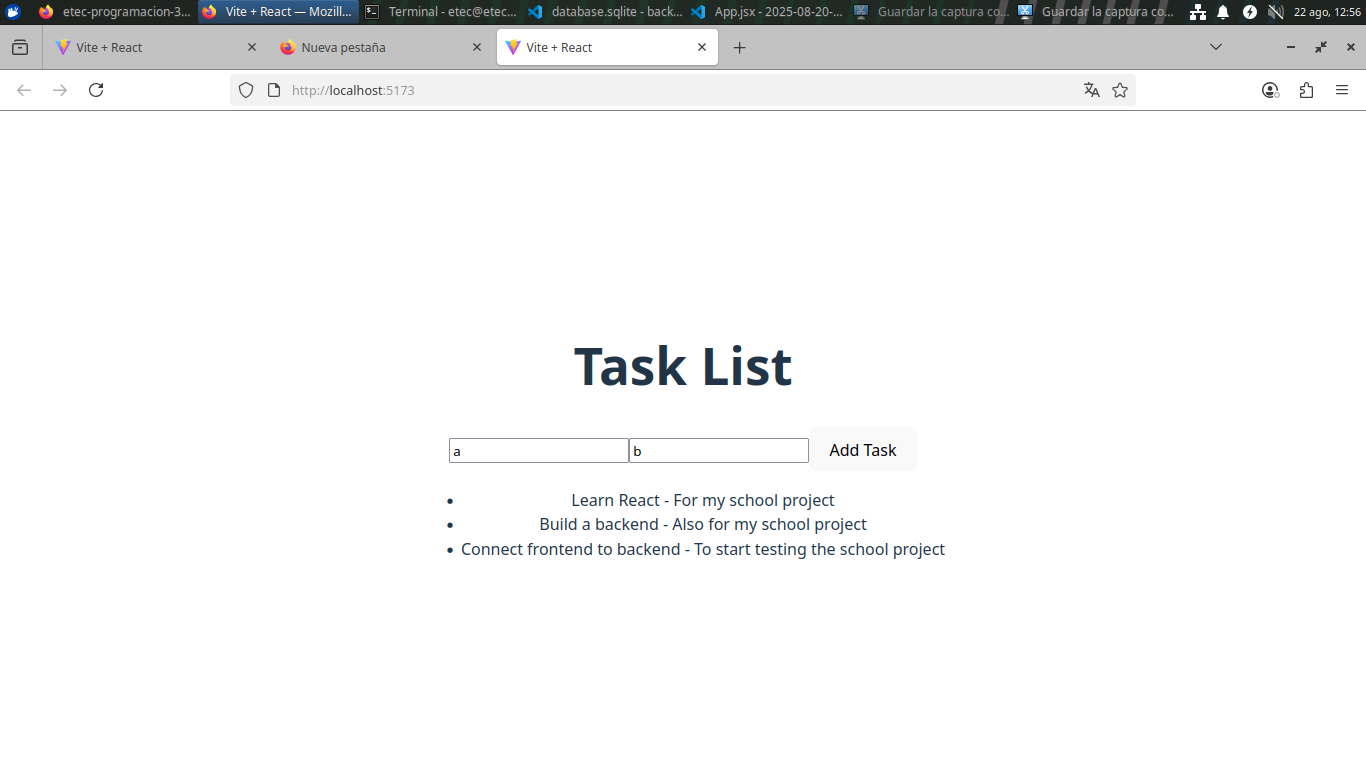 etec-programacion-3... Vite + React — Mozill... Terminal - etec@etec... database.sqlite - back... App.jsx - 2025-08-20-... Guardar la captura co... Guardar la captura co... 22 ago, 12:56
Vite + React Nueva pestaña Vite + React
http://localhost:5173
Task List
a b Add Task
• Learn React - For my school project
• Build a backend - Also for my school project
• Connect frontend to backend - To start testing the school project